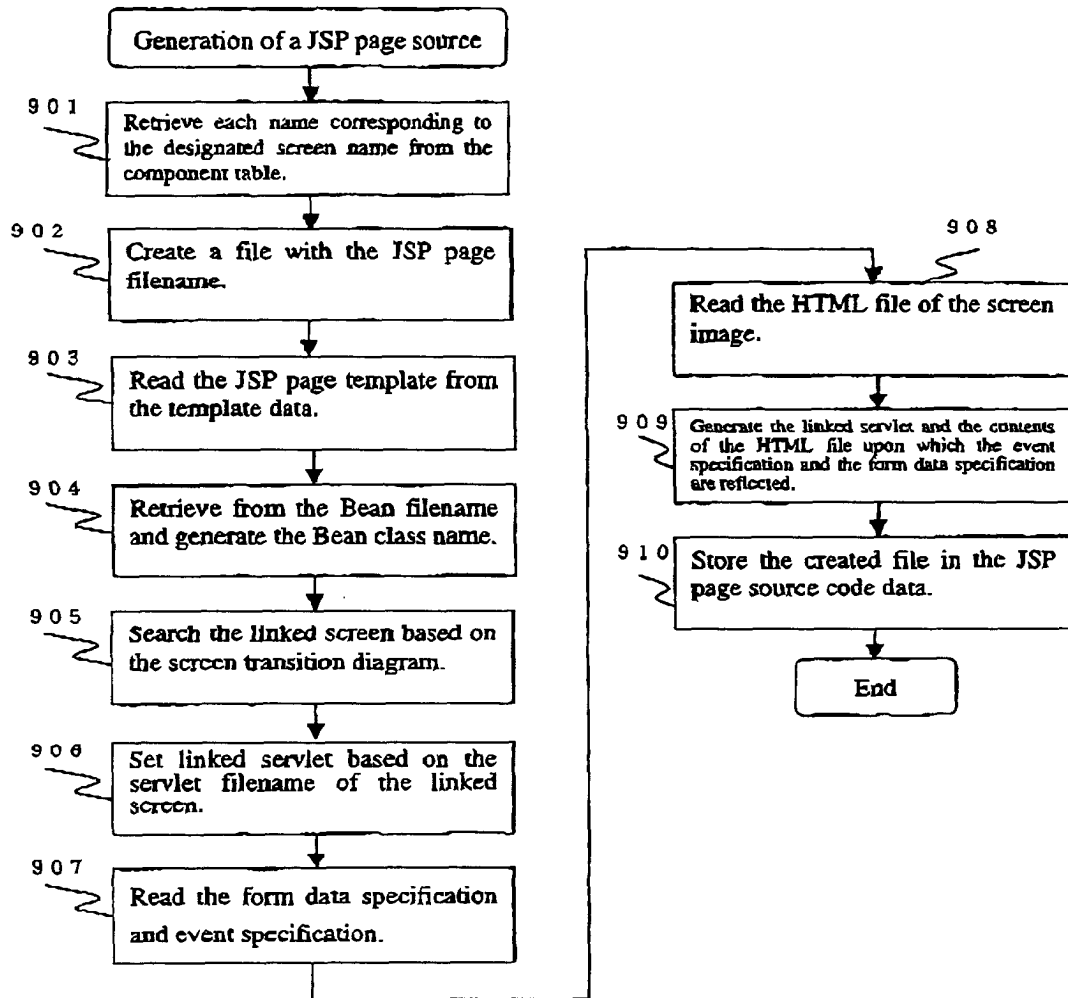 Generation of a JSP page source
901
Retrieve each name corresponding to
the designated screen name from the
component table.
902
Create a file with the JSP page
filename.
903
Read the JSP page template from
the template data.
904
Retrieve from the Bean filename
and generate the Bean class name.
905
Search the linked screen based on
the screen transition diagram.
906
Set linked servlet based on the
servlet filename of the linked
screen.
907
Read the form data specification
and event specification.
908
Read the HTML file of the screen
image.
909
Generate the linked servlet and the contents
of the HTML file upon which the event
specification and the form data specification
are reflected.
910
Store the created file in the JSP
page source code data.
End